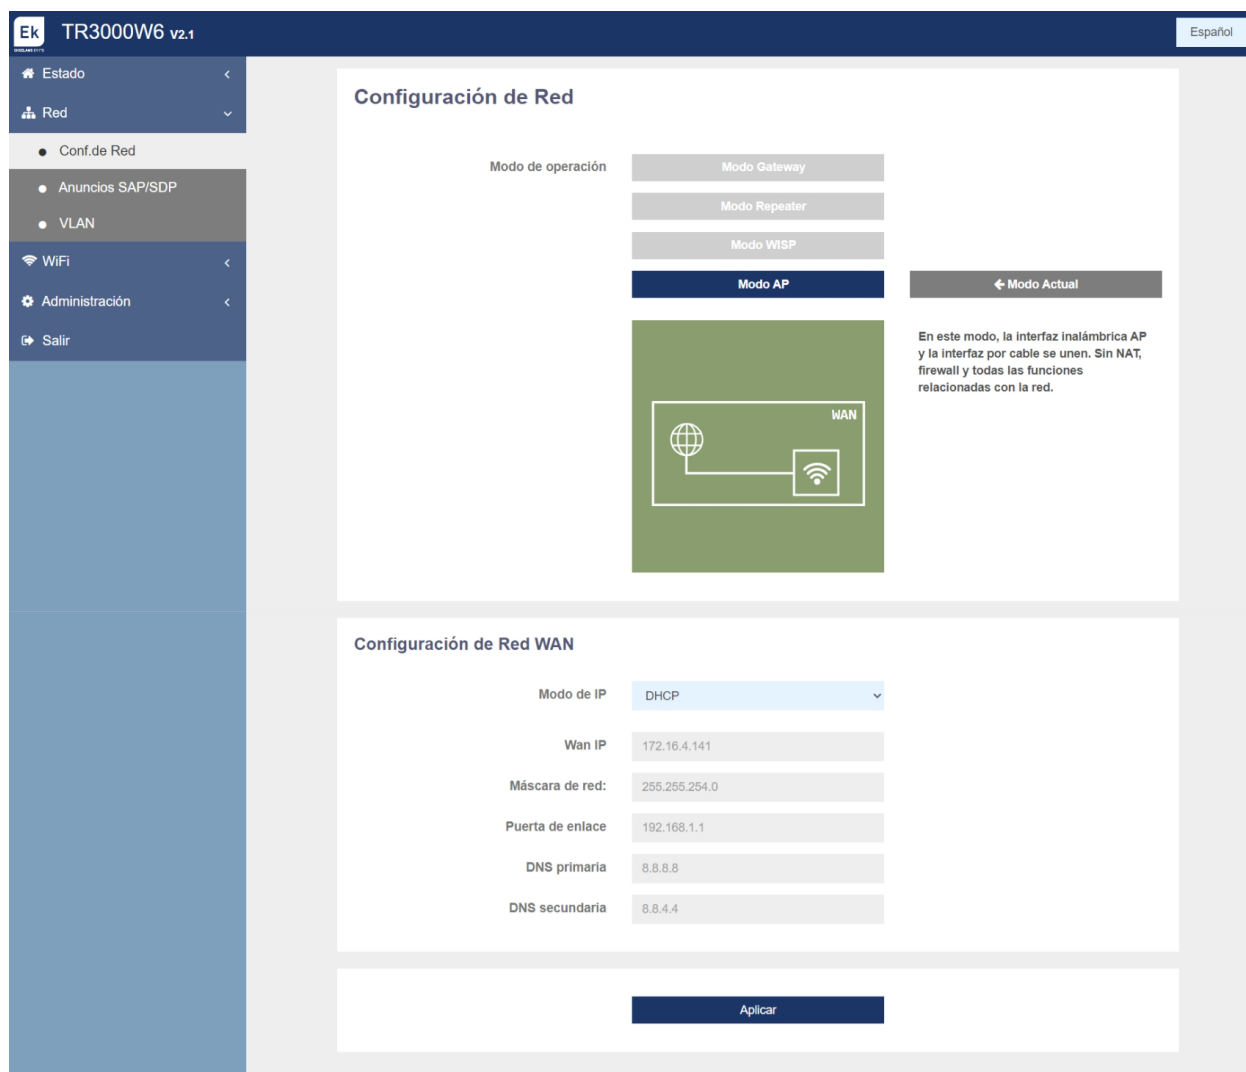 Ek TR3000W6 V2.1
Español
Estado
Red
Conf.de Red
Anuncios SAP/SDP
VLAN
WiFi
Administración
Salir
Configuración de Red
Modo de operación
Modo Gateway
Modo Repeater
Modo WISP
Modo AP
Modo Actual
En este modo, la interfaz inalámbrica AP
y la interfaz por cable se unen. Sin NAT,
firewall y todas las funciones
relacionadas con la red.
WAN
Configuración de Red WAN
Modo de IP DHCP
Wan IP 172.16.4.141
Máscara de red: 255.255.254.0
Puerta de enlace 192.168.1.1
DNS primaria 8.8.8.8
DNS secundaria 8.8.4.4
Aplicar